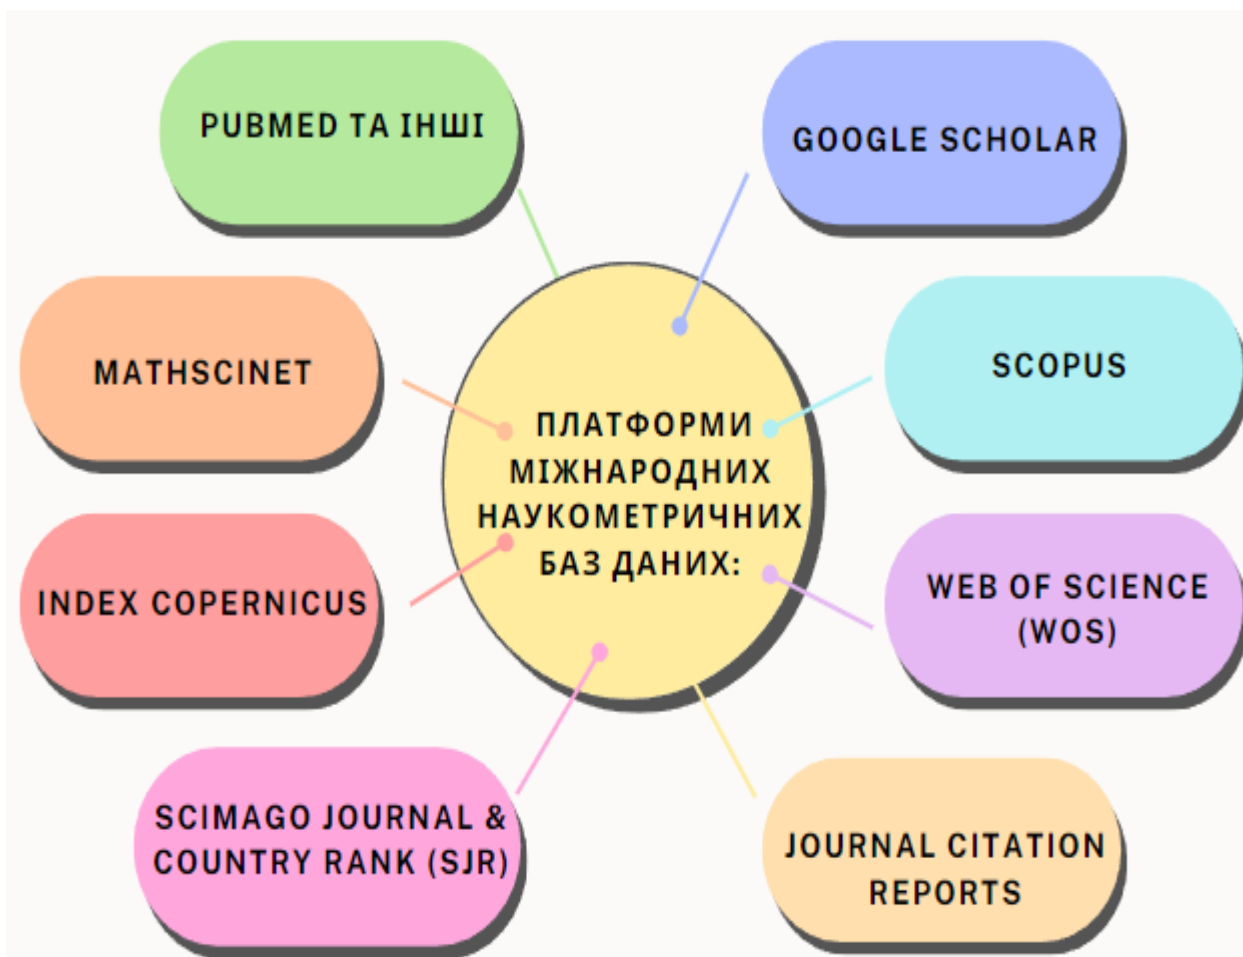 PUBMED ТА ІНШІ
GOOGLE SCHOLAR
MATHSCINET
SCOPUS
ПЛАТФОРМИ
МІЖНАРОДНИХ
НАУКОМЕТРИЧНИХ
БАЗ ДАНИХ:
INDEX COPERNICUS
WEB OF SCIENCE
(WOS)
SCIMAGO JOURNAL &
COUNTRY RANK (SJR)
JOURNAL CITATION
REPORTS